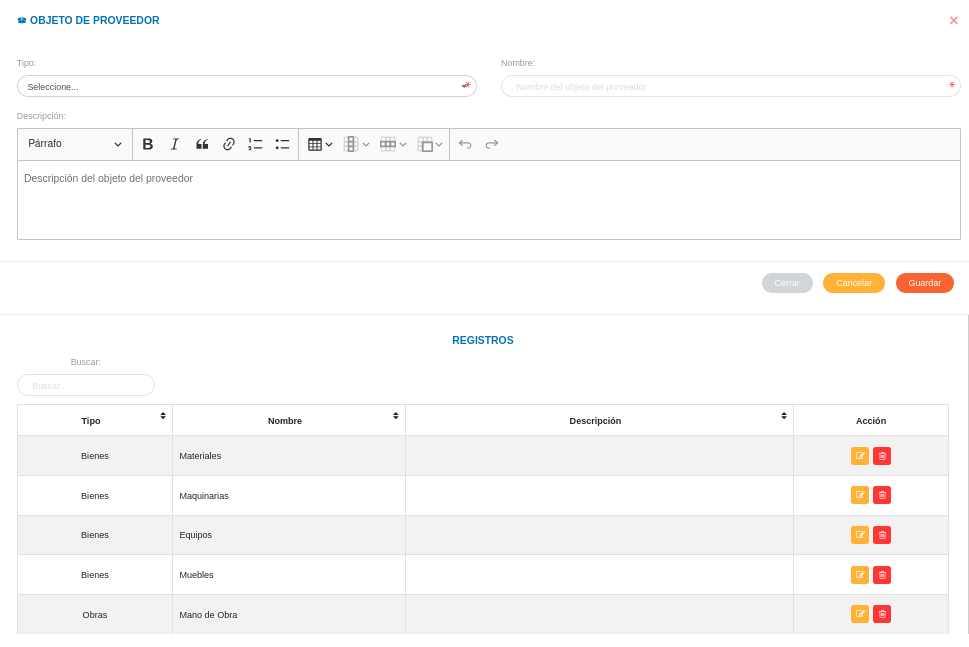 OBJETO DE PROVEEDOR
Tipo: Nombre:
Seleccione... Nombre del objeto del proveedor
Descripción:
Párrafo
Descripción del objeto del proveedor
Cerrar Cancelar Guardar
REGISTROS
Buscar:
Buscar...
Tipo Nombre Descripción Acción
Bienes Materiales
Bienes Maquinarias
Bienes Equipos
Bienes Muebles
Obras Mano de Obra